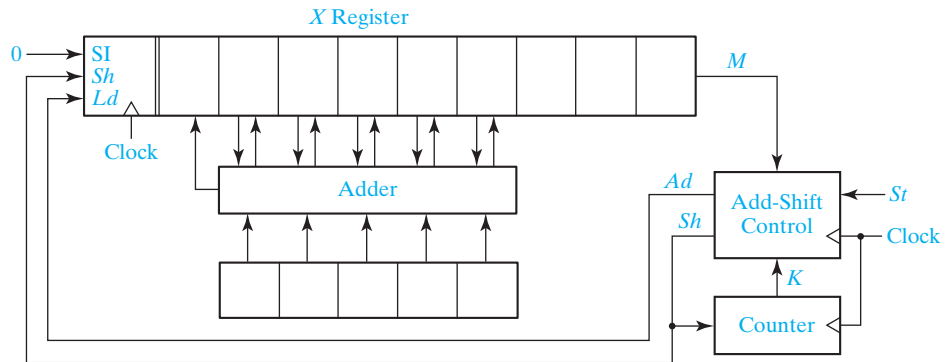 X Register
0
SI
Sh
Ld
M
Clock
Adder
Ad
Sh
Add-Shift
Control
St
Clock
K
Counter